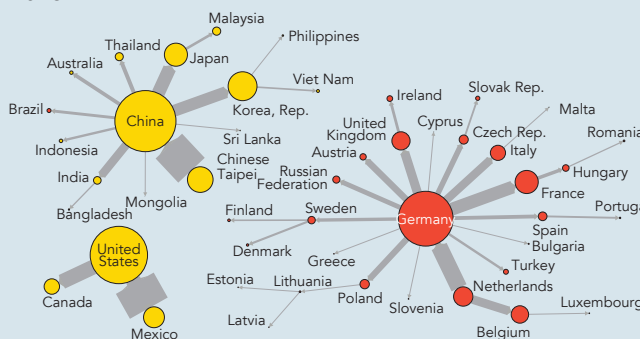 Malaysia
Thailand
Japan
Philippines
Australia
Viet Nam
Brazil
China
Korea, Rep.
Indonesia
Sri Lanka
Chinese
Taipei
India
Mongolia
Bangladesh
United
States
Canada
Mexico
Ireland
Slovak Rep.
Cyprus
Malta
United
Kingdom
Czech Rep.
Italy
Romania
Austria
Hungary
Russian
Federation
France
Finland
Sweden
Germany
Spain
Portuga
Denmark
Bulgaria
Greece
Turkey
Estonia
Lithuania
Poland
Netherlands
Slovenia
Luxembourg
Latvia
Belgium